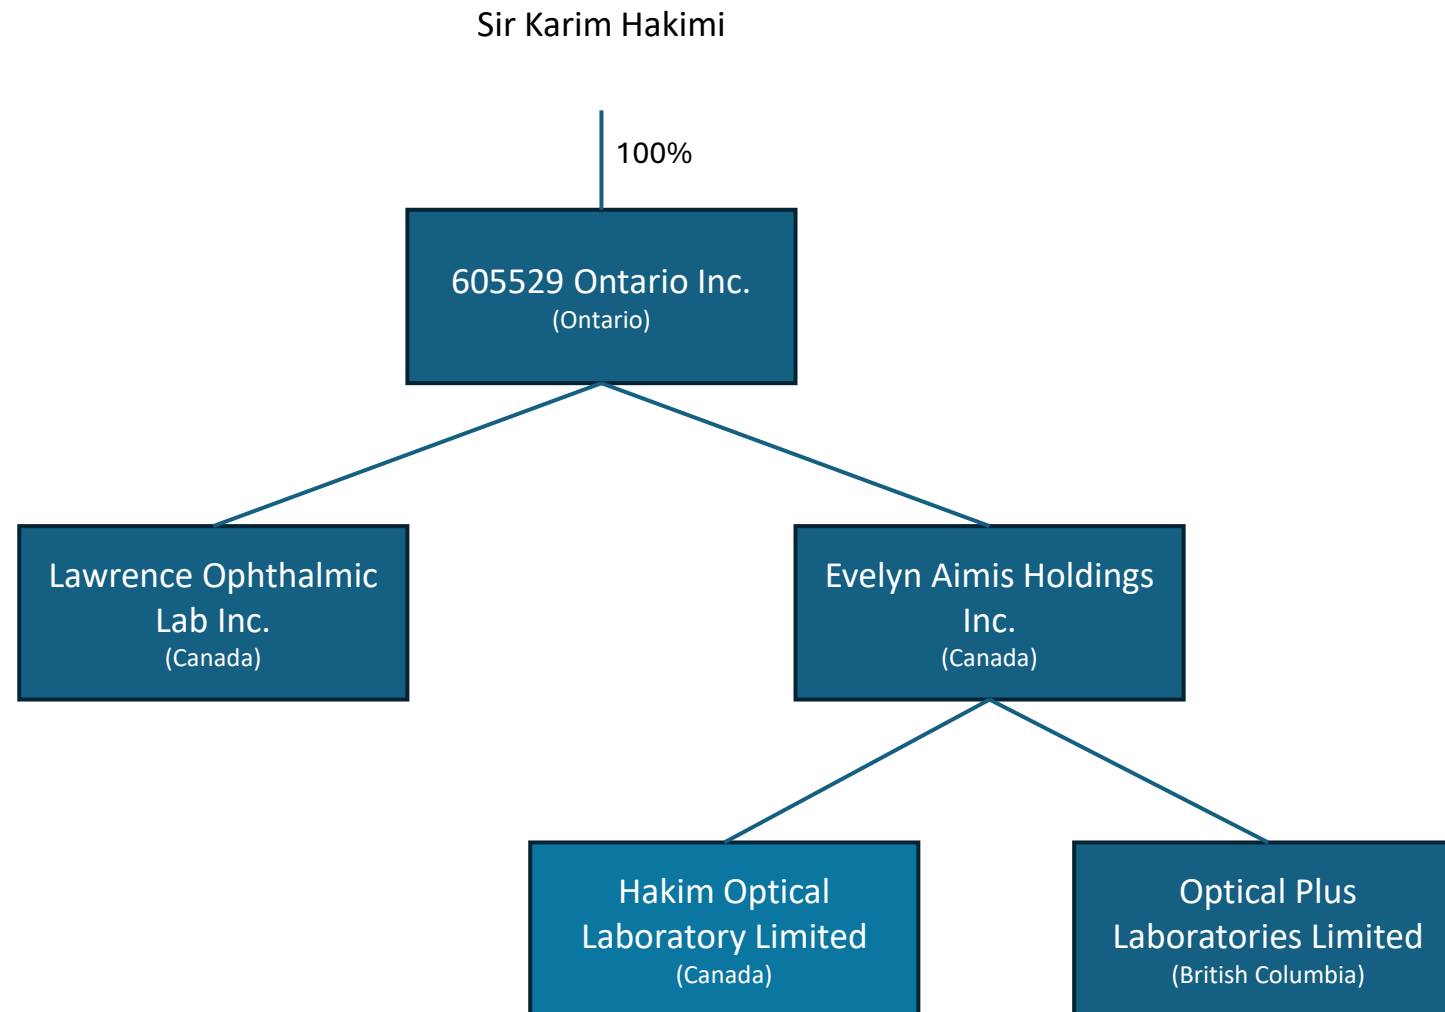 Sir Karim Hakimi
100%
605529 Ontario Inc.
(Ontario)
Lawrence Ophthalmic
Lab Inc.
(Canada)
Evelyn Aimis Holdings
Inc.
(Canada)
Hakim Optical
Laboratory Limited
(Canada)
Optical Plus
Laboratories Limited
(British Columbia)